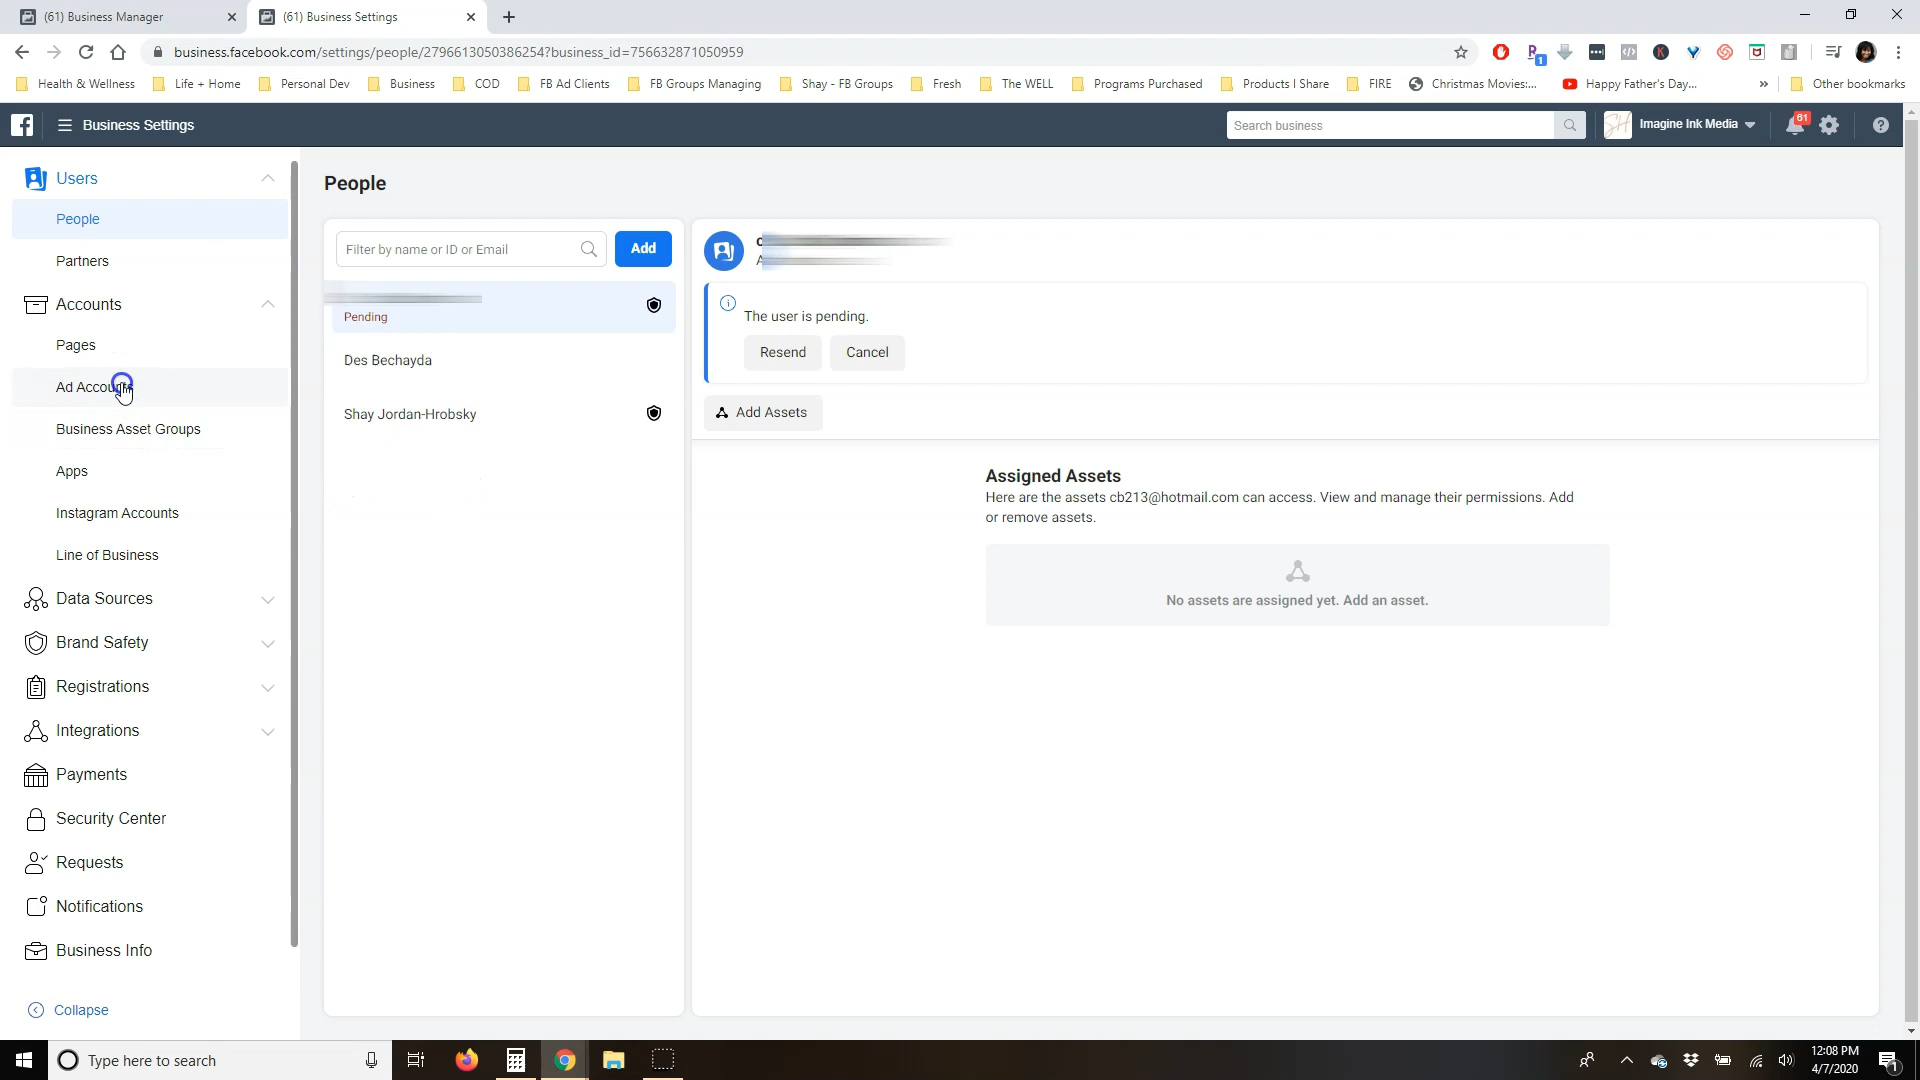 (61) Business Manager
(61) Business Settings
business.facebook.com/settings/people/2796613050386254?business_id=756632871050959
1
Health & Wellness
Life + Home
Personal Dev
Business
COD
FB Ad Clients
FB Groups Managing
Shay - FB Groups
Fresh
The WELL
Programs Purchased
Products I Share
FIRE
Christmas Movies:...
Happy Father's Day...
»
Other bookmarks
Business Settings
Search business
SH
Imagine Ink Media
61
Users
People
Partners
Accounts
Pages
Ad Accounts
Business Asset Groups
Apps
Instagram Accounts
Line of Business
Data Sources
Brand Safety
Registrations
Integrations
Payments
Security Center
Requests
Notifications
Business Info
Collapse
People
Filter by name or ID or Email
Add
Pending
Des Bechayda
Shay Jordan-Hrobsky
The user is pending.
Resend
Cancel
Add Assets
Assigned Assets
Here are the assets cb213@hotmail.com can access. View and manage their permissions. Add
or remove assets.
No assets are assigned yet. Add an asset.
Type here to search
12:08 PM
4/7/2020
1